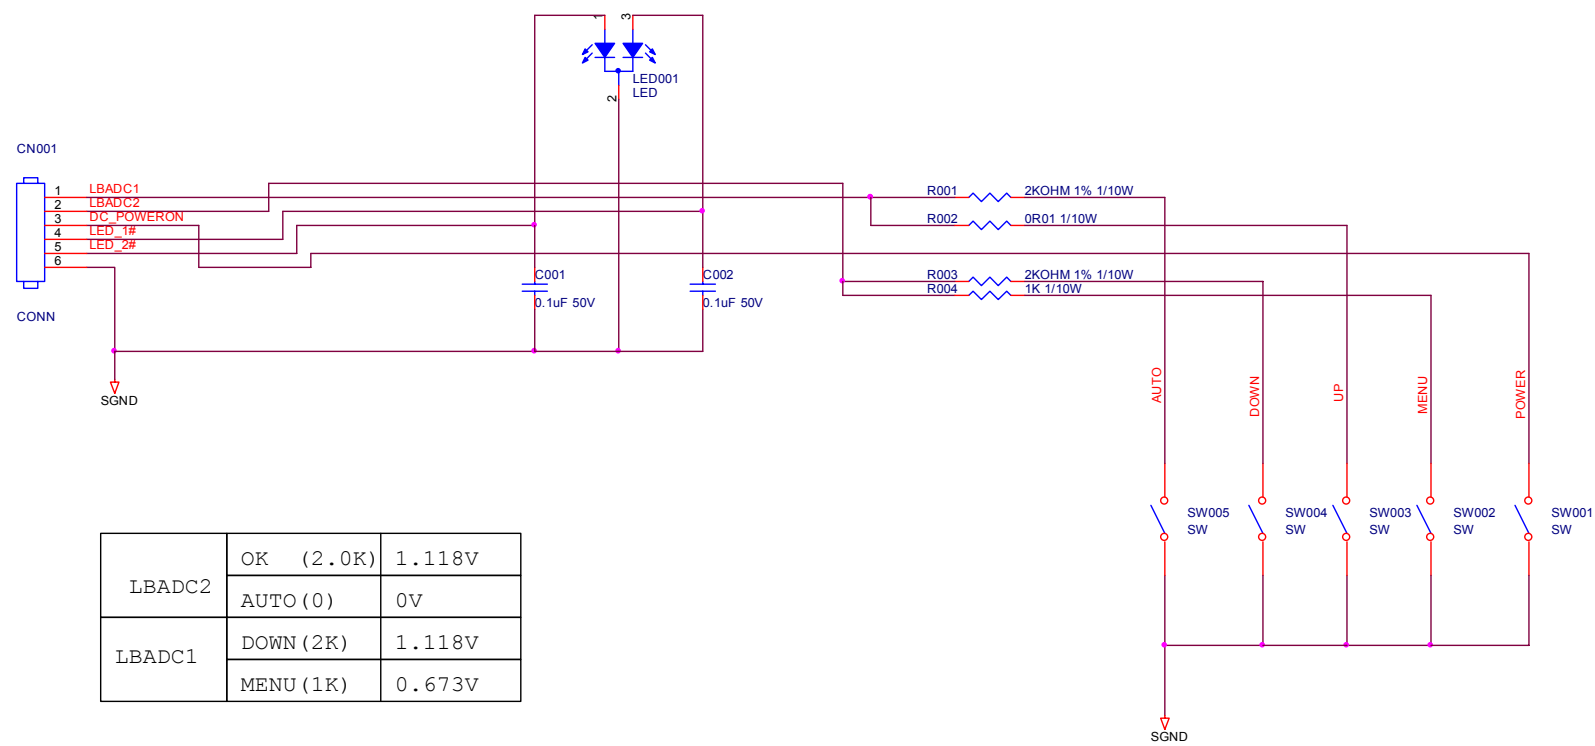 1
3
LED001
LED
2
CN001
1 LBADC1
2 LBADC2
3 DC_POWERON
4 LED_1#
5 LED_2#
6
CONN
R001 2KOHM 1% 1/10W
R002 0R01 1/10W
R003 2KOHM 1% 1/10W
R004 1K 1/10W
C001
0.1uF 50V
C002
0.1uF 50V
SGND
AUTO
DOWN
UP
MENU
POWER
SW005
SW
SW004
SW
SW003
SW
SW002
SW
SW001
SW
LBADC2
OK (2.0K) 1.118V
AUTO(0) 0V
LBADC1
DOWN(2K) 1.118V
MENU(1K) 0.673V
SGND